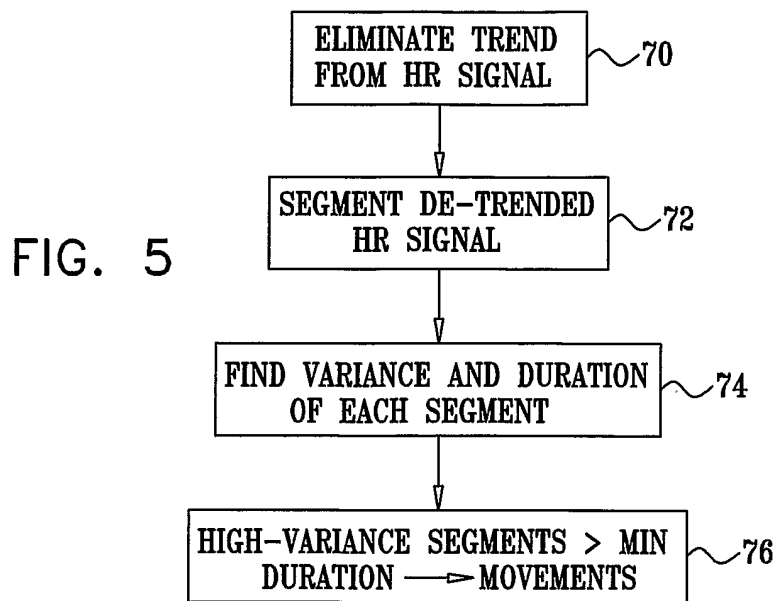 ELIMINATE TREND
FROM HR SIGNAL
70
SEGMENT DE-TRENDED
HR SIGNAL
72
FIG. 5
FIND VARIANCE AND DURATION
OF EACH SEGMENT
74
HIGH-VARIANCE SEGMENTS > MIN
DURATION → MOVEMENTS
76